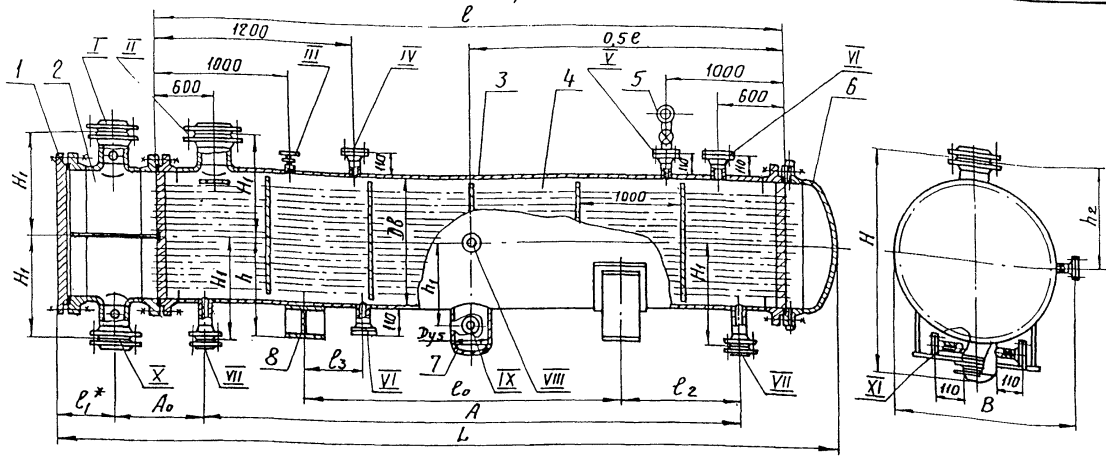 l
1200
0,5l
I
II
III
IV
V
VI
1000
1000
1
2
3
4
5
6
600
600
H₁
H₁
110
110
110
1000
Dв
H₁
H₁
h
h₁
H₁
H
h₂
Dу5
110
8
7
X
VII
l₃
VI
IX
VIII
VII
XI
110
110
l₁*
A₀
l₀
l₂
B
A
L